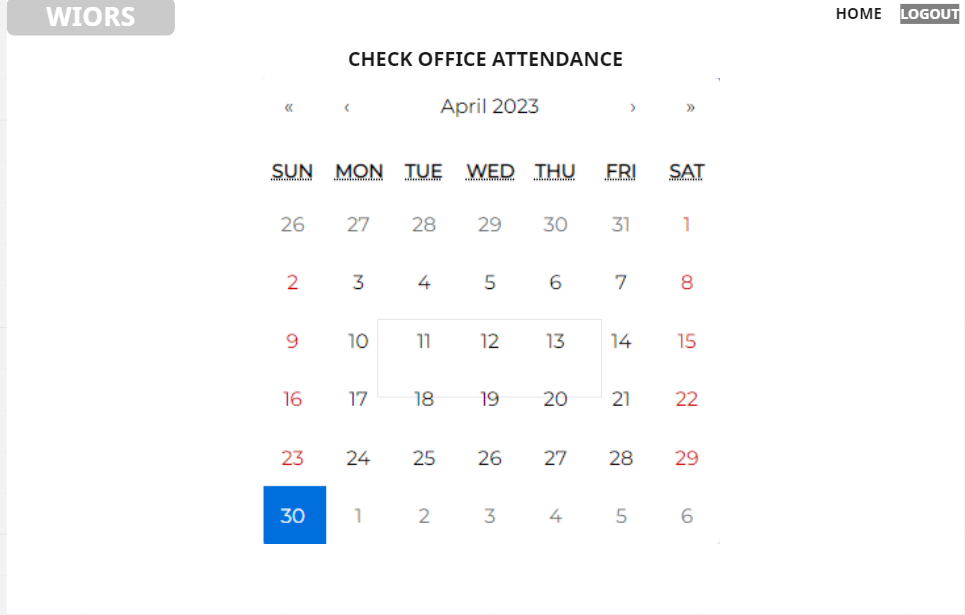 WIORS HOME LOGOUT
CHECK OFFICE ATTENDANCE
« ‹ April 2023 › »
SUN MON TUE WED THU FRI SAT
26 27 28 29 30 31 1
2 3 4 5 6 7 8
9 10 11 12 13 14 15
16 17 18 19 20 21 22
23 24 25 26 27 28 29
30 1 2 3 4 5 6